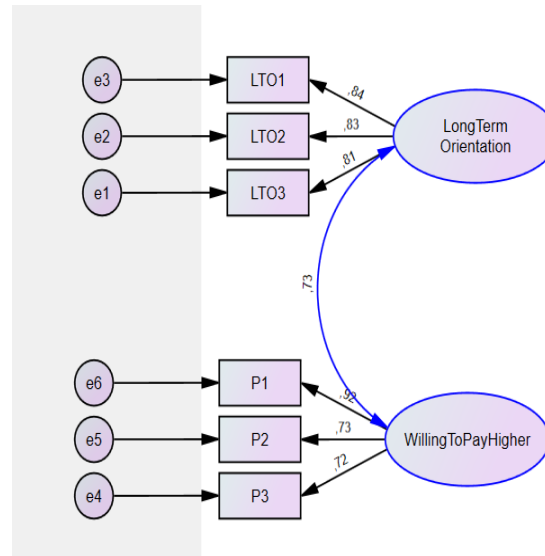 e3
LTO1
,84
LongTerm
Orientation
e2
LTO2
,83
e1
LTO3
,81
,73
e6
P1
,92
e5
P2
,73
WillingToPayHigher
e4
P3
,72